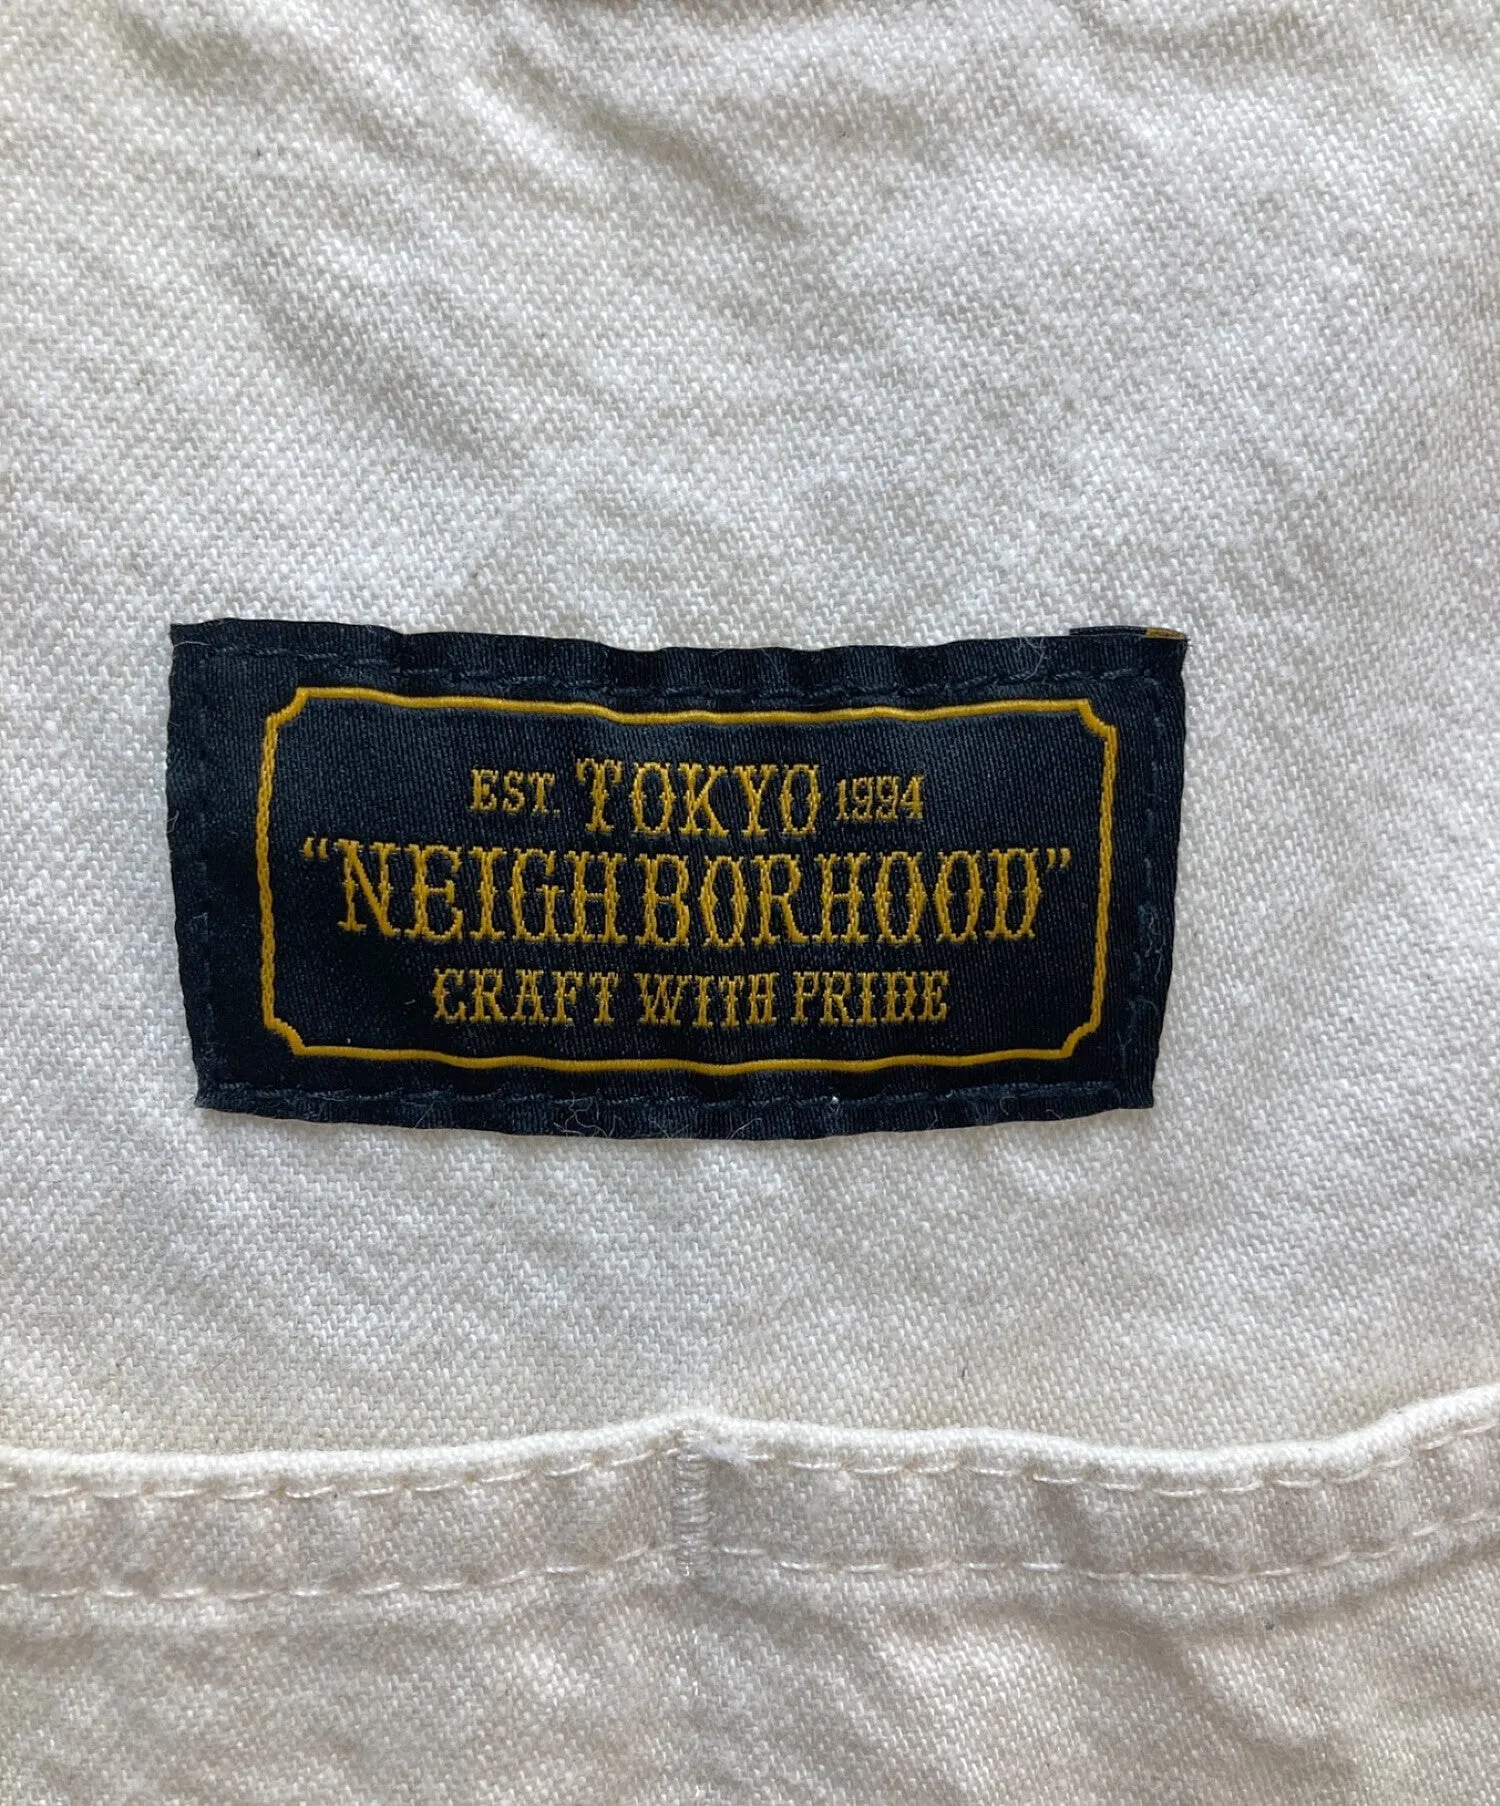 EST. TOKYO 1994
“NEIGHBORHOOD”
CRAFT WITH PRIDE